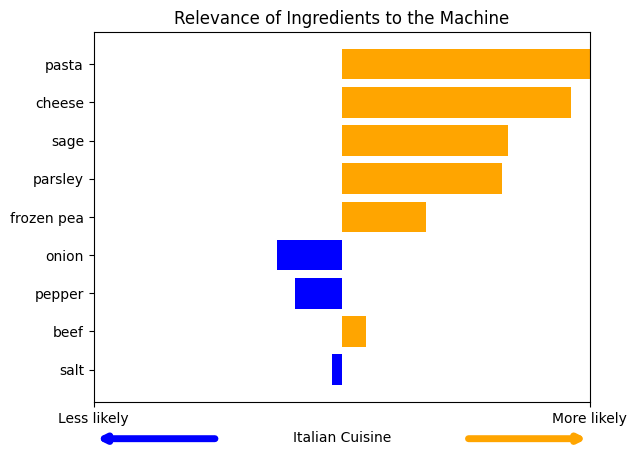 Relevance of Ingredients to the Machine
pasta
cheese
sage
parsley
frozen pea
onion
pepper
beef
salt
Less likely
More likely
Italian Cuisine